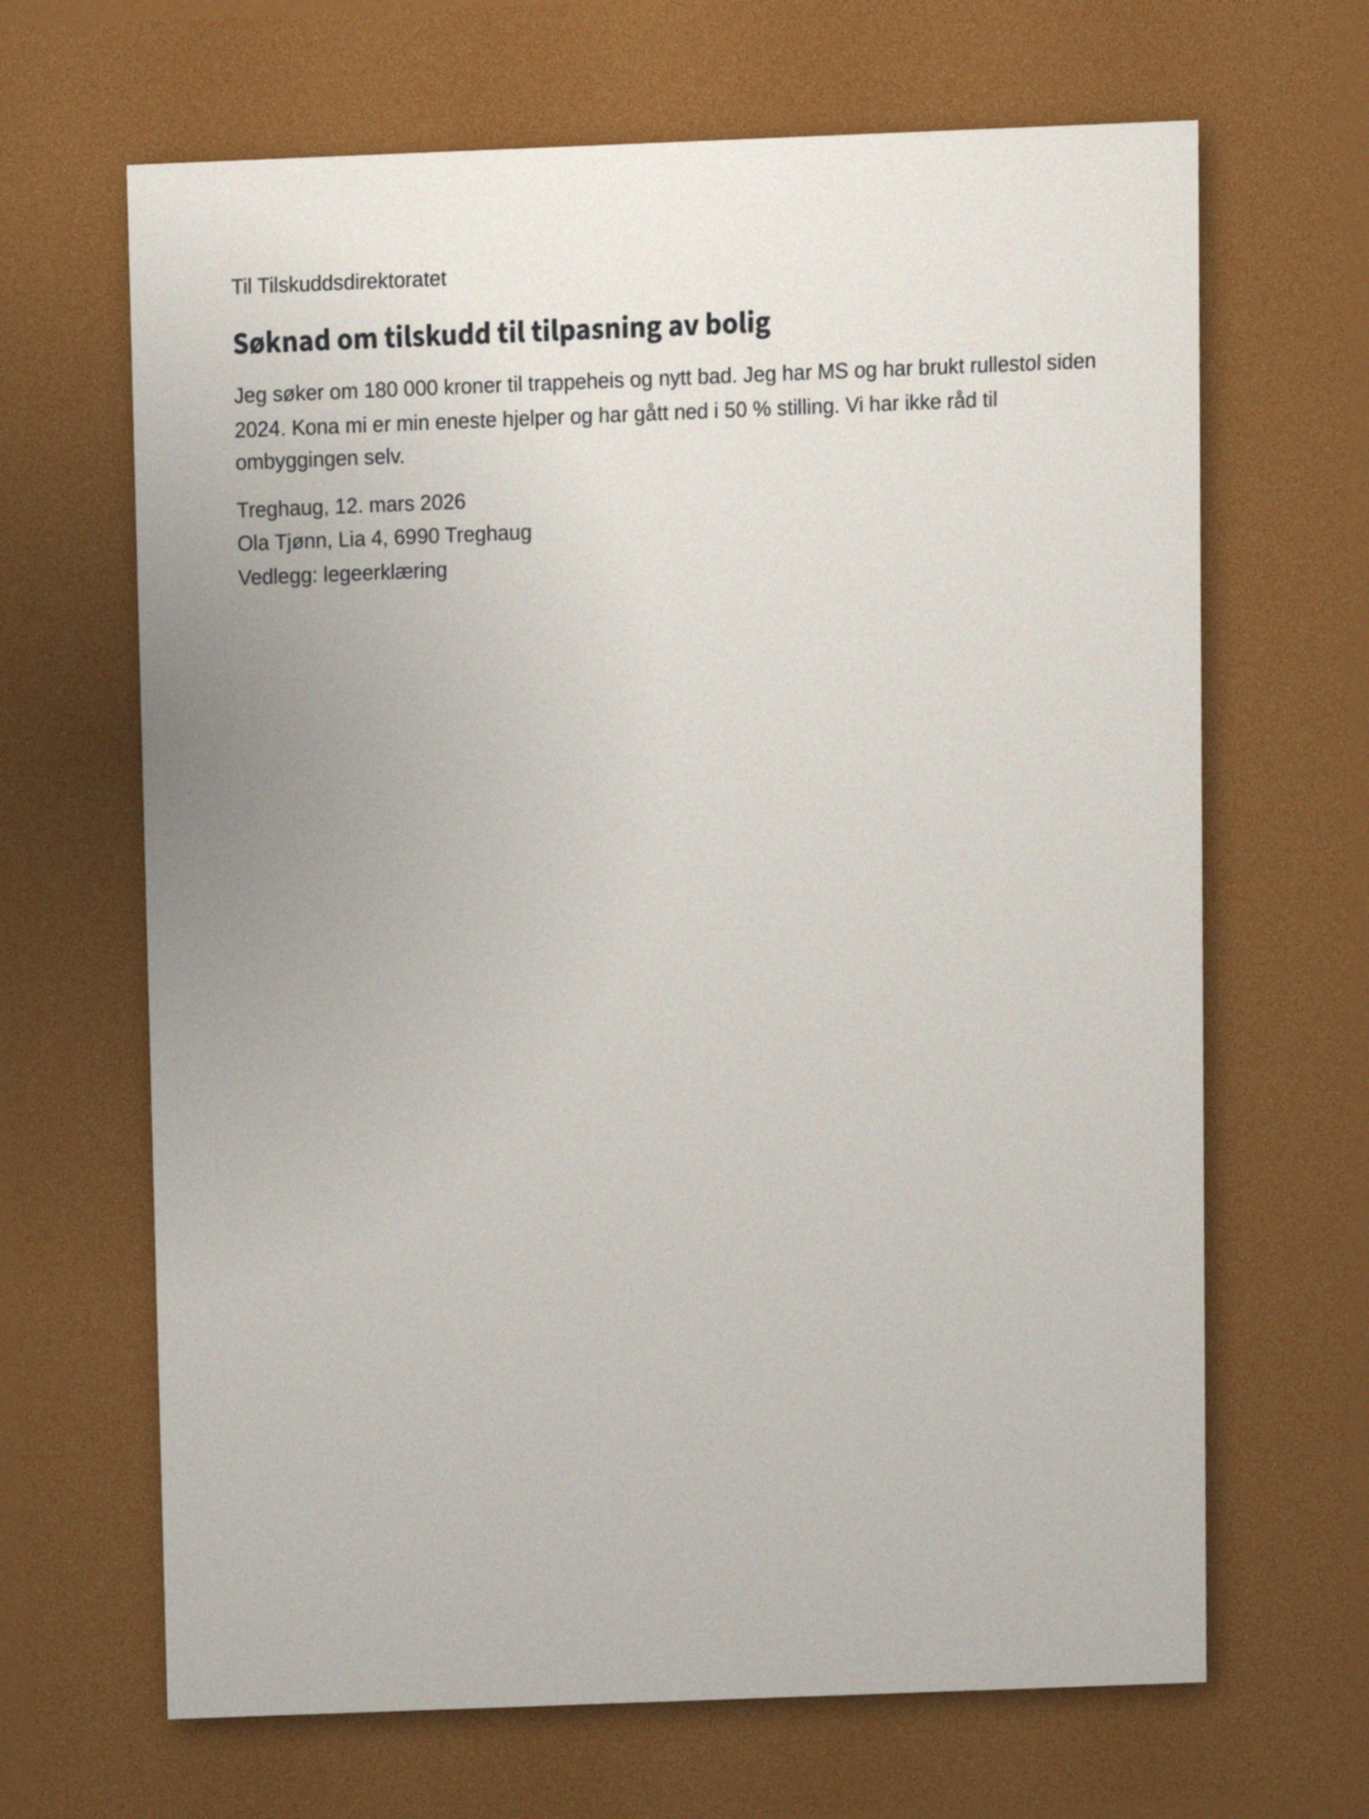 Til Tilskuddsdirektoratet
Søknad om tilskudd til tilpasning av bolig
Jeg søker om 180 000 kroner til trappeheis og nytt bad. Jeg har MS og har brukt rullestol siden
2024. Kona mi er min eneste hjelper og har gått ned i 50 % stilling. Vi har ikke råd til
ombyggingen selv.
Treghaug, 12. mars 2026
Ola Tjønn, Lia 4, 6990 Treghaug
Vedlegg: legeerklæring